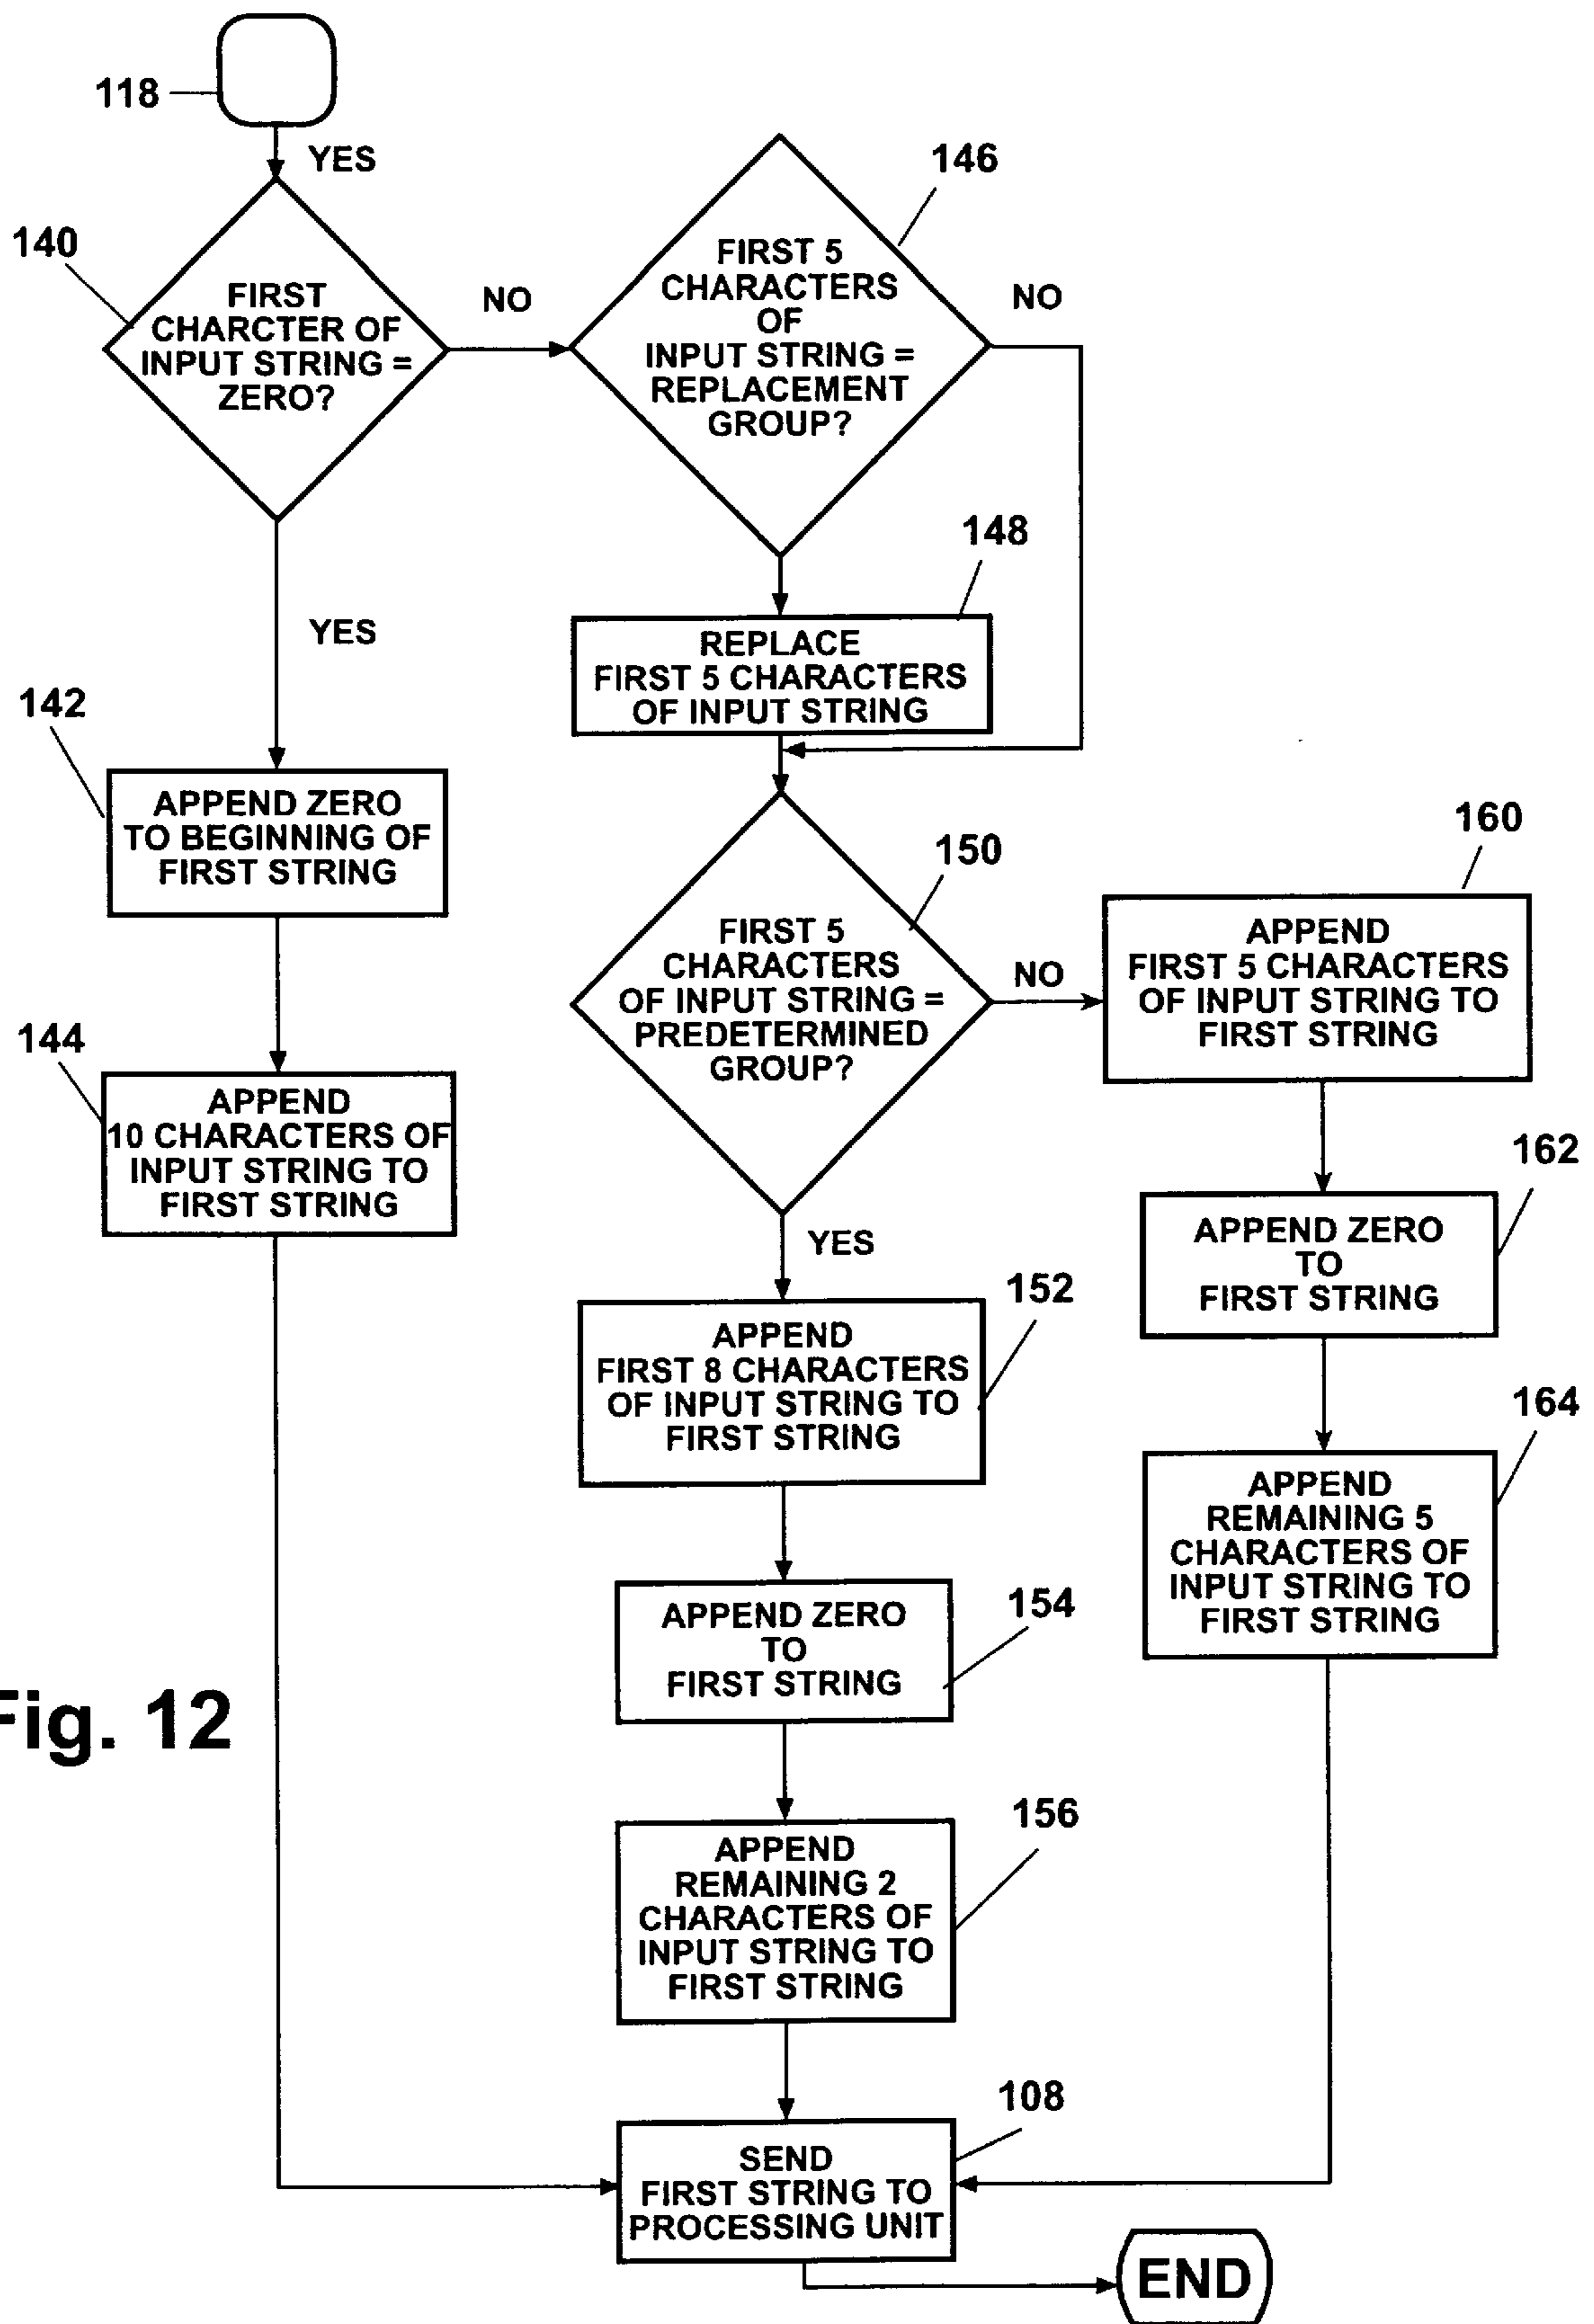 118
YES
140
FIRST
CHARCTER OF
INPUT STRING =
ZERO?
NO
146
FIRST 5
CHARACTERS
OF
INPUT STRING =
REPLACEMENT
GROUP?
NO
YES
148
REPLACE
FIRST 5 CHARACTERS
OF INPUT STRING
142
APPEND ZERO
TO BEGINNING OF
FIRST STRING
144
APPEND
10 CHARACTERS OF
INPUT STRING TO
FIRST STRING
150
FIRST 5
CHARACTERS
OF INPUT STRING =
PREDETERMINED
GROUP?
NO
YES
160
APPEND
FIRST 5 CHARACTERS
OF INPUT STRING TO
FIRST STRING
162
APPEND ZERO
TO
FIRST STRING
164
APPEND
REMAINING 5
CHARACTERS OF
INPUT STRING TO
FIRST STRING
152
APPEND
FIRST 8 CHARACTERS
OF INPUT STRING TO
FIRST STRING
154
APPEND ZERO
TO
FIRST STRING
156
APPEND
REMAINING 2
CHARACTERS OF
INPUT STRING TO
FIRST STRING
108
SEND
FIRST STRING TO
PROCESSING UNIT
END
Fig. 12